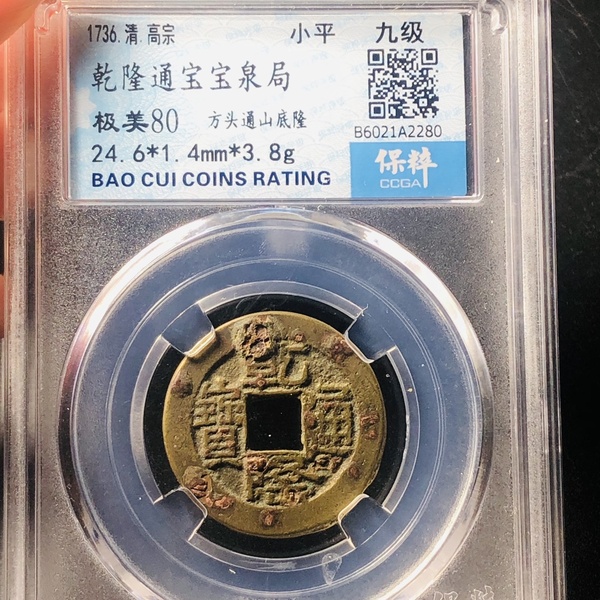 1736.清.高宗 小平 九级
乾隆通宝宝泉局
极美80 方头通山底隆
B6021A2280
24.6*1.4mm*3.8g
保粹
CCGA
BAO CUI COINS RATING
乾隆通寶